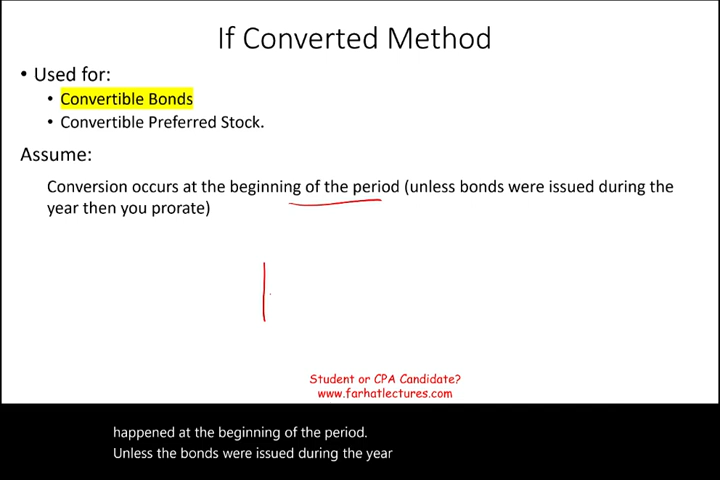 If Converted Method
• Used for:
• Convertible Bonds
• Convertible Preferred Stock.
Assume:
Conversion occurs at the beginning of the period (unless bonds were issued during the
year then you prorate)
Student or CPA Candidate?
www.farhatlectures.com
happened at the beginning of the period.
Unless the bonds were issued during the year